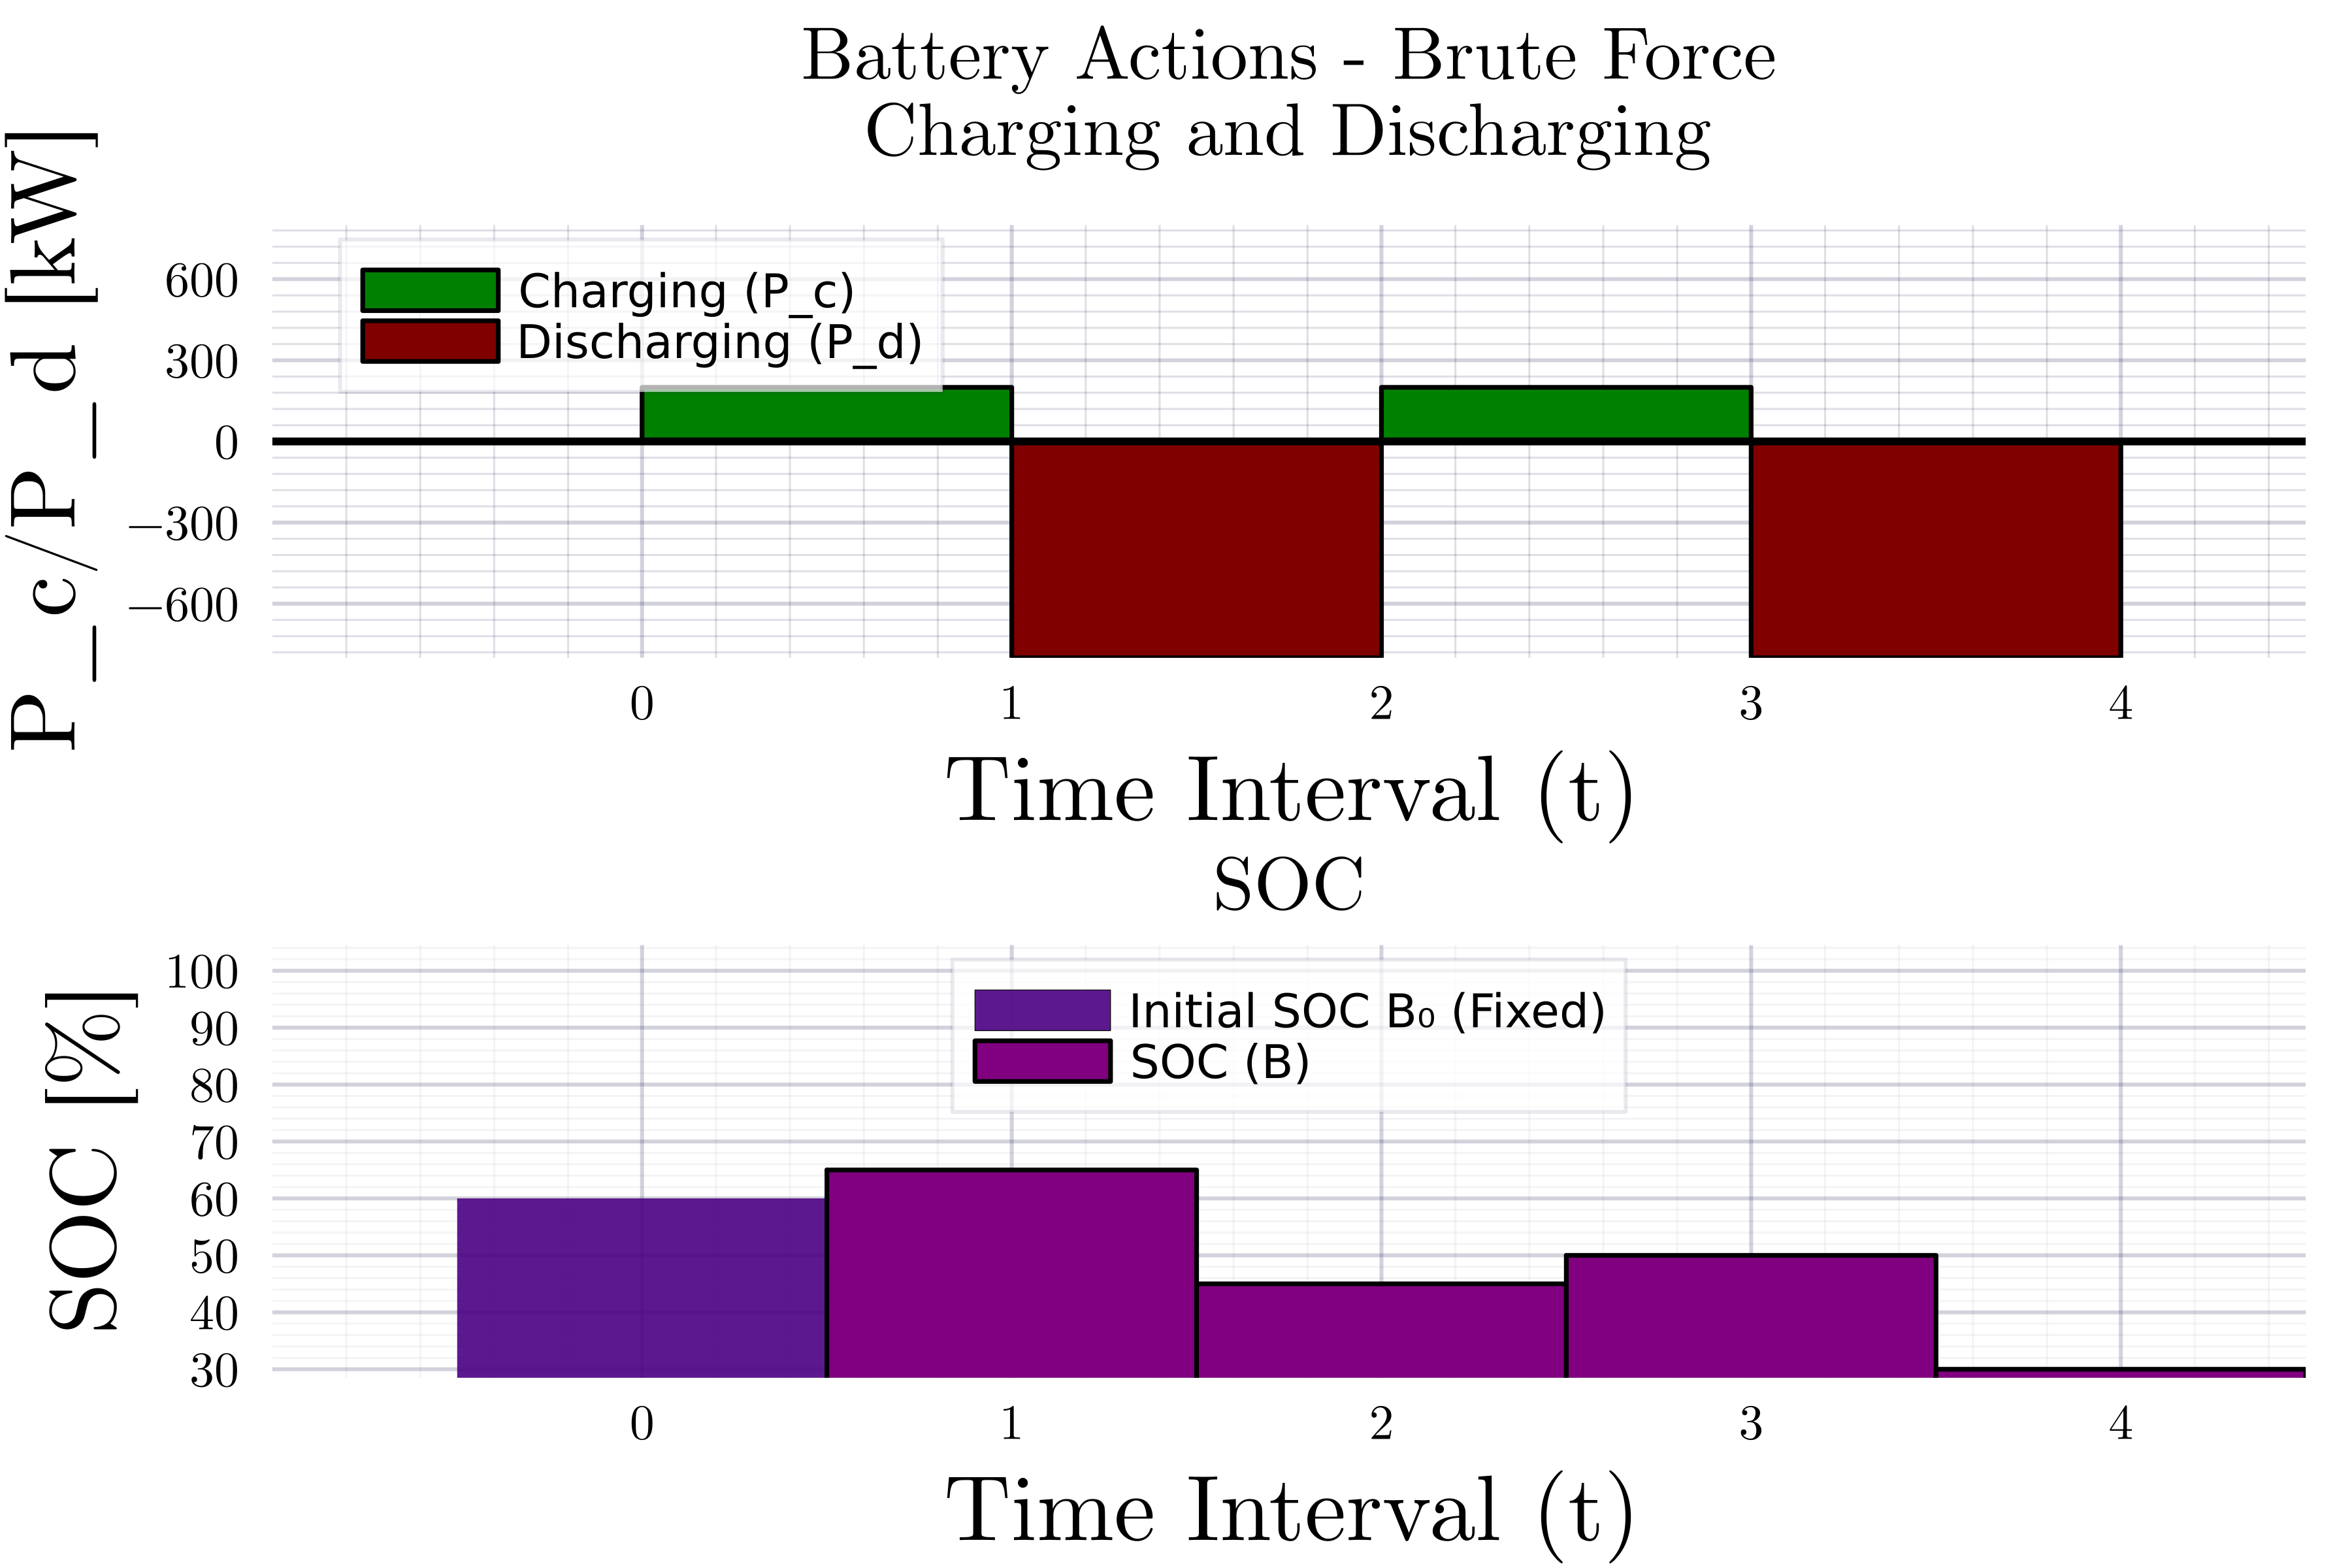 Battery Actions - Brute Force
Charging and Discharging
P_c/P_d [kW]
600
300
0
−300
−600
Charging (P_c)
Discharging (P_d)
0 1 2 3 4
Time Interval (t)
SOC
SOC [%]
100
90
80
70
60
50
40
30
Initial SOC B₀ (Fixed)
SOC (B)
0 1 2 3 4
Time Interval (t)